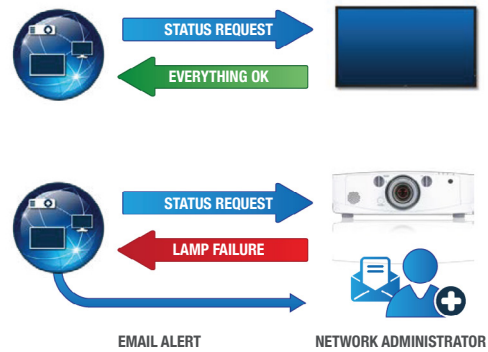 STATUS REQUEST
EVERYTHING OK
STATUS REQUEST
LAMP FAILURE
EMAIL ALERT
NETWORK ADMINISTRATOR